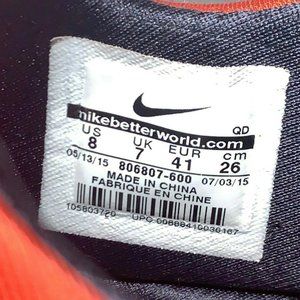 QD
nikebetterworld.com
US UK EUR cm
8 7 41 26
05/13/15 806807-600 07/03/15
MADE IN CHINA
FABRIQUE EN CHINE
UPC